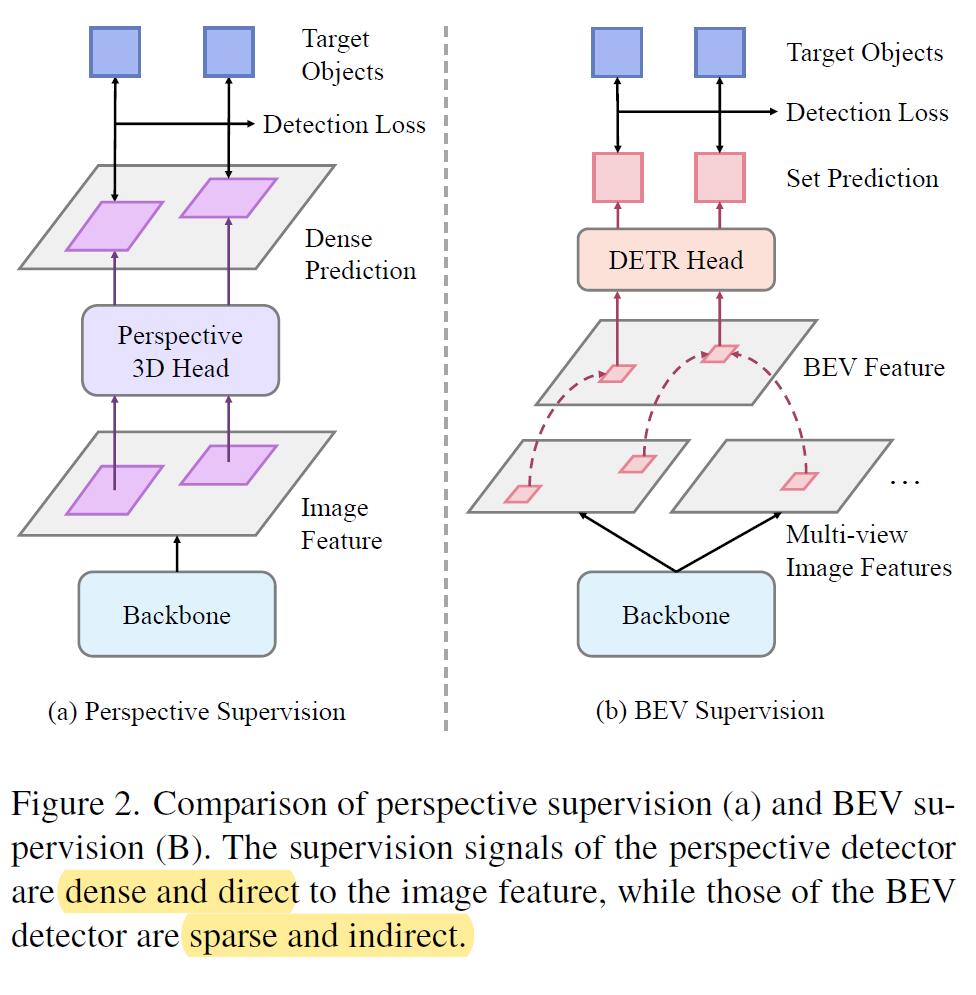 Target
Objects
Detection Loss
Dense
Prediction
Perspective
3D Head
Image
Feature
Backbone
(a) Perspective Supervision
Target Objects
Detection Loss
Set Prediction
DETR Head
BEV Feature
...
Multi-view
Image Features
Backbone
(b) BEV Supervision
Figure 2. Comparison of perspective supervision (a) and BEV su-
pervision (B). The supervision signals of the perspective detector
are dense and direct to the image feature, while those of the BEV
detector are sparse and indirect.